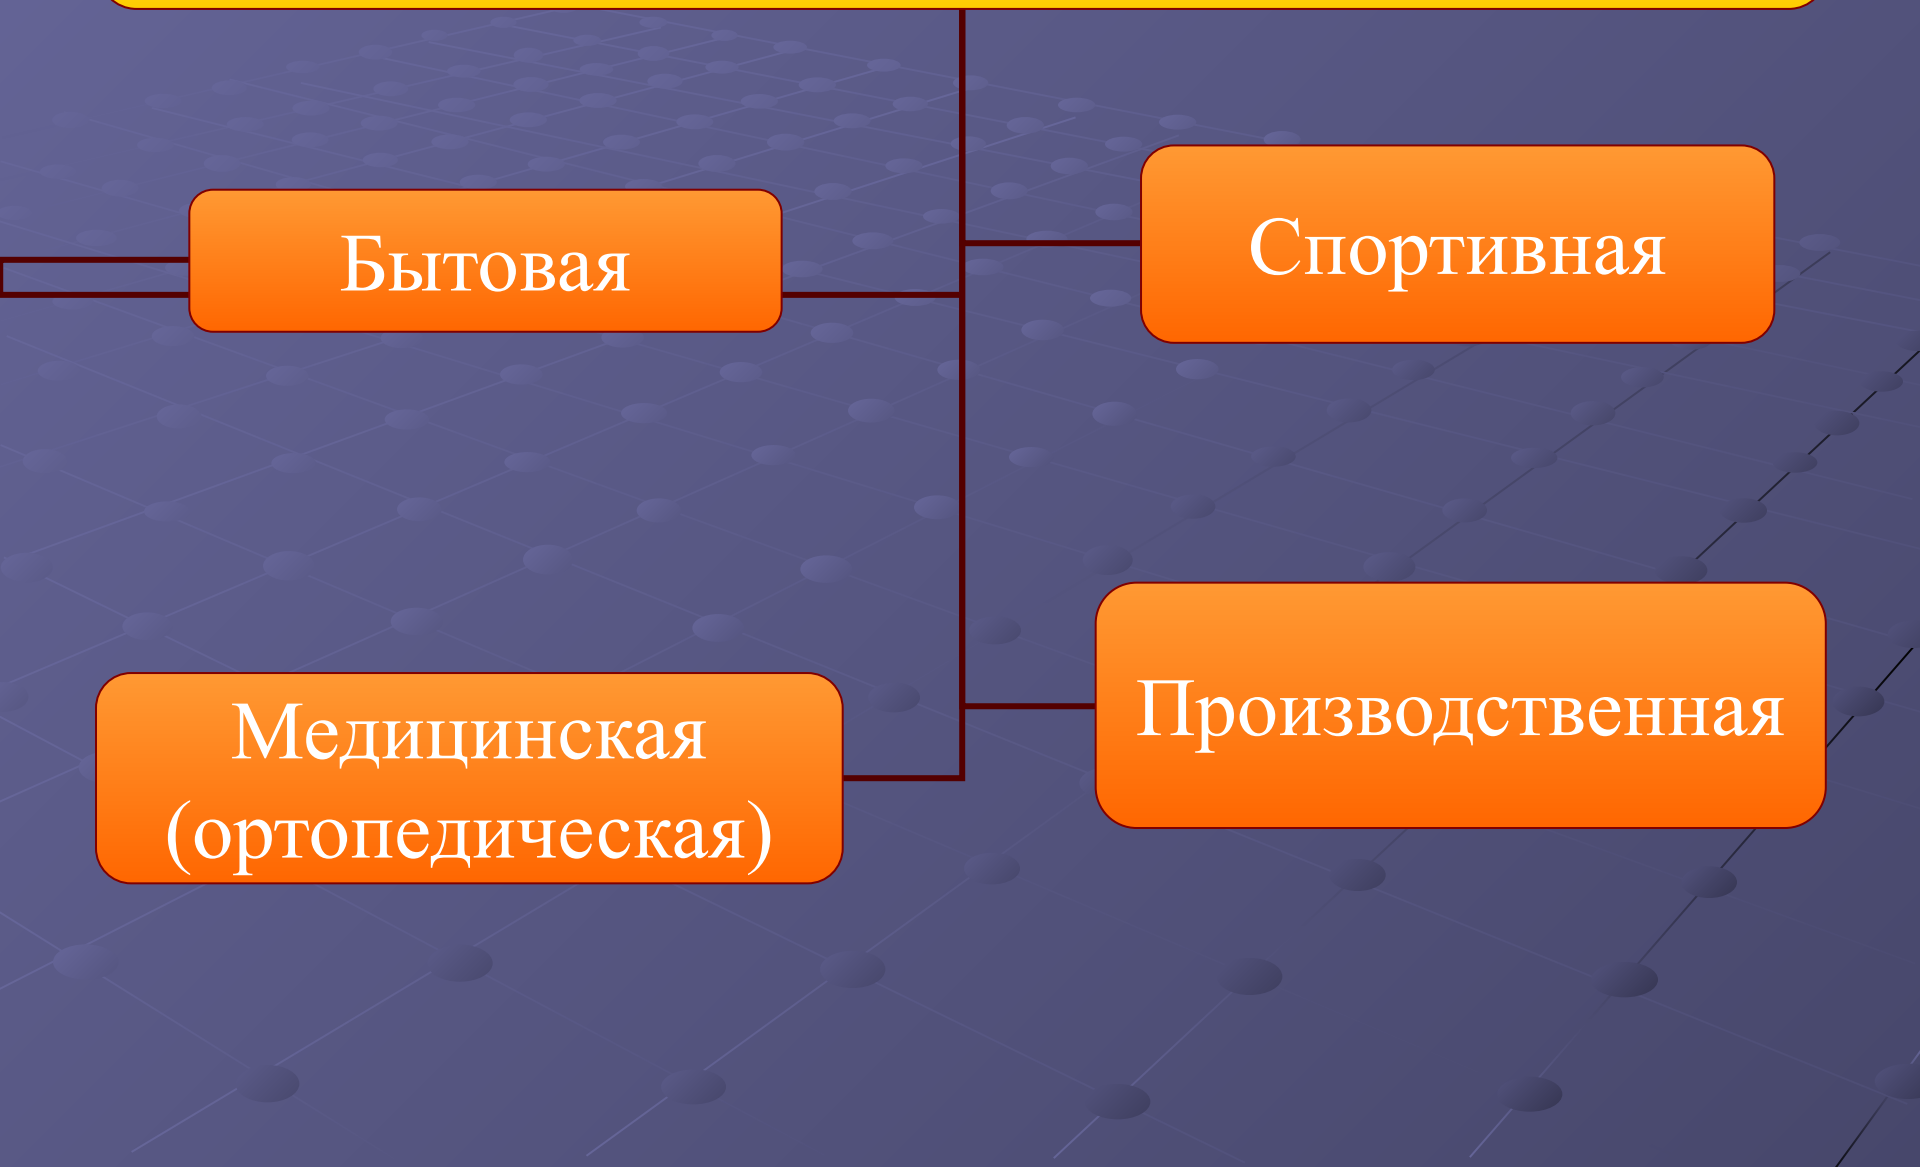 Бытовая
Спортивная
Медицинская
(ортопедическая)
Производственная